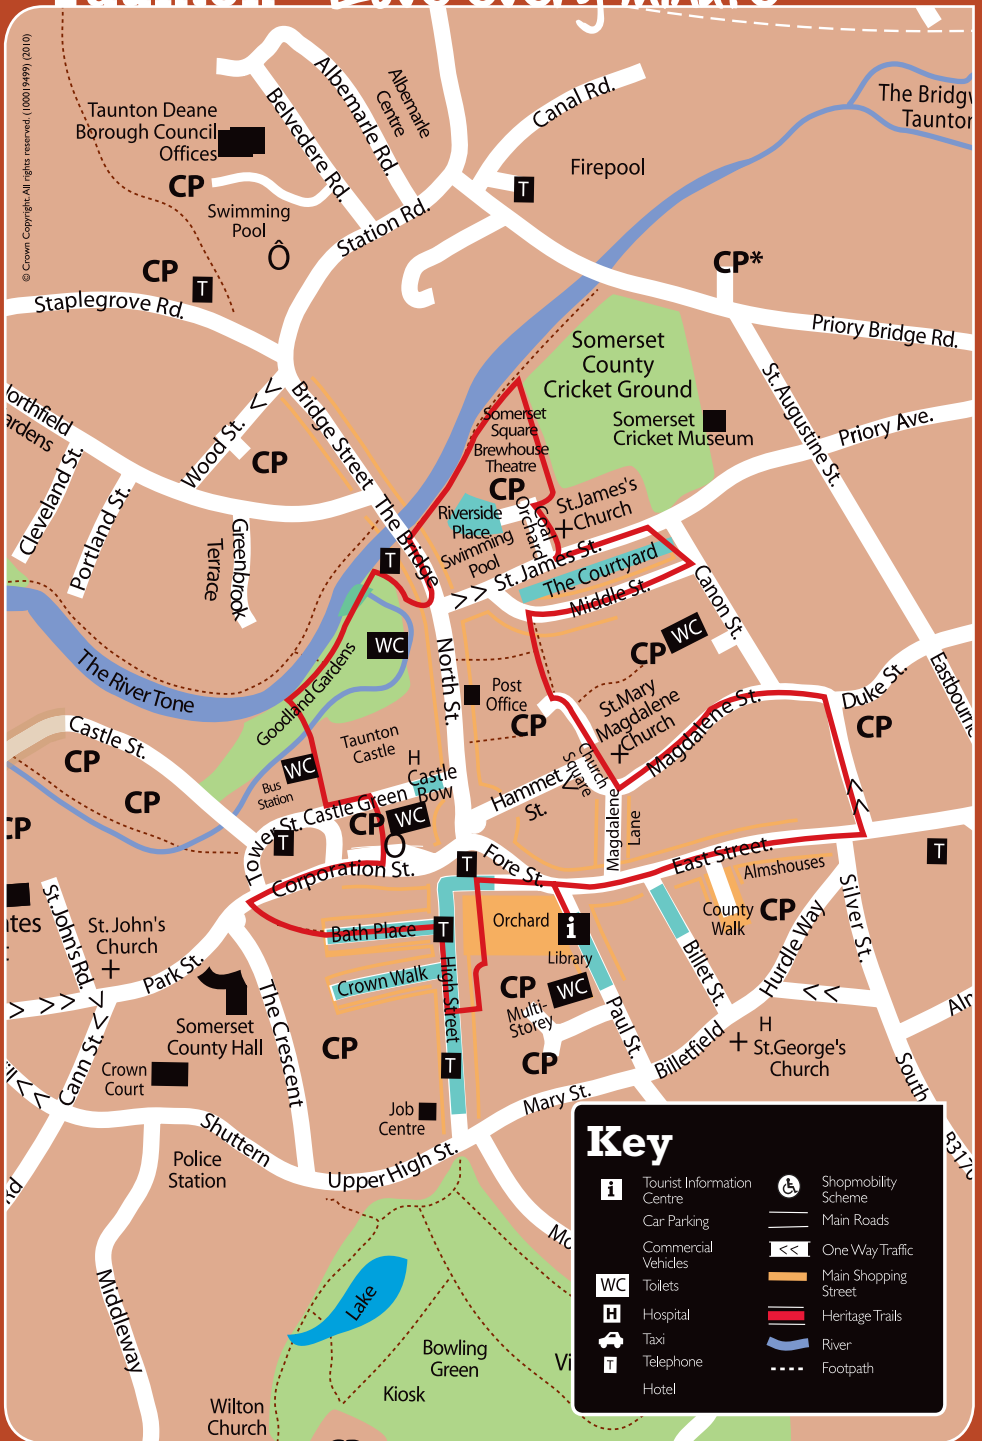 © Crown Copyright. All rights reserved. (100019499) (2010)
Albemarle
Centre
Albemarle Rd.
Belvedere Rd.
Canal Rd.
The Bridgw
Taunton
Taunton Deane
Borough Council
Offices
Firepool
CP
T
Swimming
Pool
Station Rd.
Ô
CP
T
CP*
Staplegrove Rd.
Priory Bridge Rd.
Somerset
County
Cricket Ground
St. Augustine St.
Somerset
Cricket Museum
Priory Ave.
orthfield
ardens
Bridge Street
Wood St.
<<
CP
Somerset
Square
Brewhouse
Theatre
CP
Cleveland St.
Portland St.
Greenbrook
Terrace
The Bridge
Riverside
Place
Coal
Orchard
St.James's
Church
Swimming
Pool
T
>>
St. James St.
The Courtyard
Middle St.
Canon St.
WC
CP
WC
The River Tone
Goodland Gardens
North St.
Post
Office
CP
St.Mary
Magdalene
Church
Magdalene St.
Duke St.
Eastbourne
CP
Castle St.
CP
CP
CP
Taunton
Castle
H
Castle
Bow
WC
Bus
Station
Tower St.
Castle Green
CP
WC
O
T
Hammet
St.
Church
Square
Magdalene
Lane
<<
T
Corporation St.
T
Fore St.
East Street.
Almshouses
St. John's Rd.
ates
St. John's
Church
Park St.
Bath Place
T
Orchard
i
Library
County
Walk
CP
Silver St.
Hurdle Way
Billet St.
Crown Walk
High Street
CP
WC
Multi-
Storey
Paul St.
>>>>
<<
<<
Somerset
County Hall
The Crescent
CP
T
CP
Billetfield
H
St.George's
Church
Cann St.
Crown
Court
Job
Centre
Mary St.
South
B3170
Shuttern
Police
Station
Upper High St.
Rd
Middleway
Lake
Bowling
Green
Kiosk
Wilton
Church
Vi
Key
i Tourist Information
Centre
Car Parking
Commercial
Vehicles
WC Toilets
H Hospital
Taxi
T Telephone
Hotel
Shopmobility
Scheme
Main Roads
<< One Way Traffic
Main Shopping
Street
Heritage Trails
River
Footpath